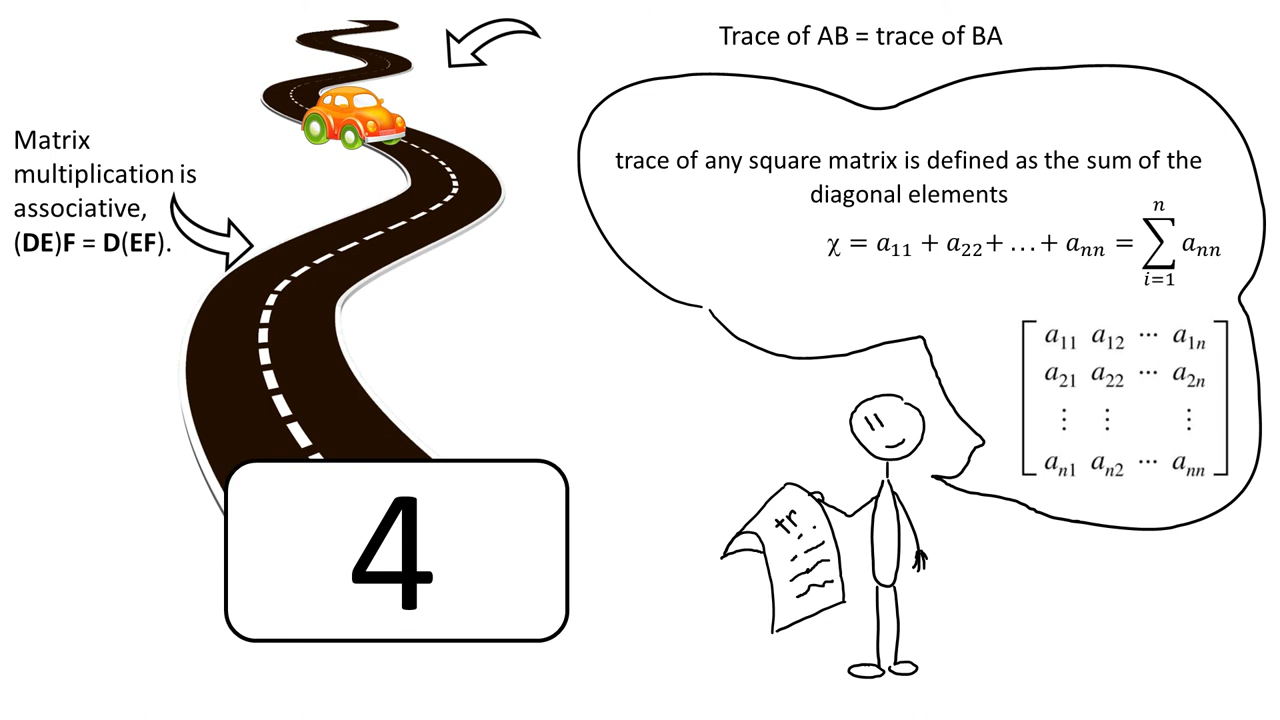 Trace of AB = trace of BA
Matrix
multiplication is
associative,
(DE)F = D(EF).
trace of any square matrix is defined as the sum of the
diagonal elements
χ = a₁₁ + a₂₂+ …+ aₙₙ = ∑ⁿᵢ₌₁ aₙₙ
a₁₁ a₁₂ ⋯ a₁ₙ
a₂₁ a₂₂ ⋯ a₂ₙ
⋮ ⋮ ⋮
aₙ₁ aₙ₂ ⋯ aₙₙ
tr
4